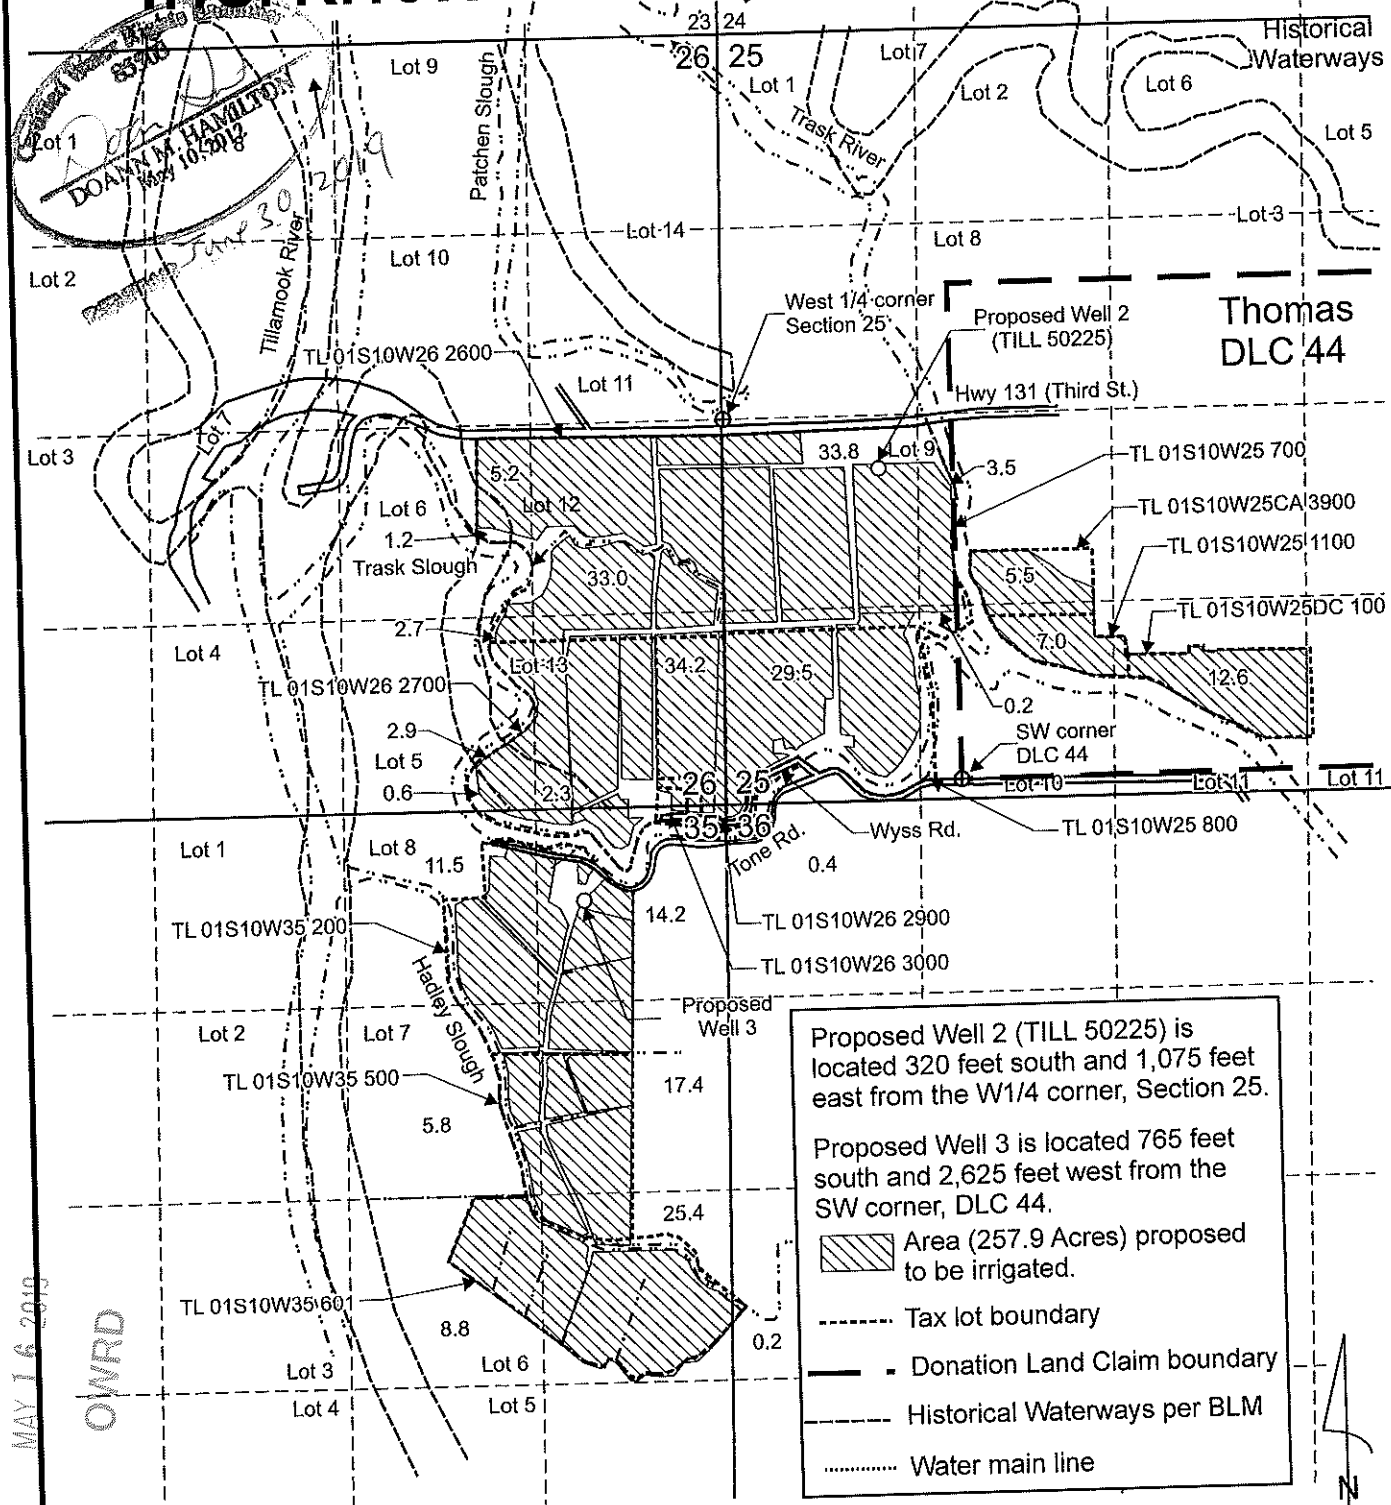 23 24
26 25
Historical
Waterways
Lot 9
Lot 7
Lot 1
Lot 2
Lot 6
Lot 5
Patchen Slough
Trask River
Certified Water Right Examiner
Lot 1
DOANN M. HAMILTON
May 10, 2012
June 30 2019
Tillamook River
Lot 2
Lot 10
Lot 14
Lot 8
Lot 3
West 1/4 corner
Section 25
Proposed Well 2
(TILL 50225)
Thomas
DLC 44
TL 01S10W26 2600
Lot 11
Hwy 131 (Third St.)
Lot 7
Lot 3
5.2
33.8
Lot 9
3.5
TL 01S10W25 700
Lot 6
Lot 12
TL 01S10W25CA 3900
1.2
TL 01S10W25 1100
Trask Slough
33.0
5.5
TL 01S10W25DC 100
2.7
7.0
Lot 4
Lot 13
34.2
29.5
12.6
TL 01S10W26 2700
0.2
2.9
SW corner
DLC 44
Lot 5
0.6
2.3
26 25
Lot 10
Lot 11
Lot 11
35 36
Wyss Rd.
TL 01S10W25 800
Lot 1
Lot 8
11.5
Tone Rd.
0.4
14.2
TL 01S10W26 2900
TL 01S10W35 200
TL 01S10W26 3000
Hadley Slough
Proposed
Well 3
Lot 2
Lot 7
TL 01S10W35 500
17.4
5.8
25.4
TL 01S10W35 601
8.8
0.2
Lot 3
Lot 6
Lot 4
Lot 5
Proposed Well 2 (TILL 50225) is
located 320 feet south and 1,075 feet
east from the W1/4 corner, Section 25.
Proposed Well 3 is located 765 feet
south and 2,625 feet west from the
SW corner, DLC 44.
Area (257.9 Acres) proposed
to be irrigated.
Tax lot boundary
Donation Land Claim boundary
Historical Waterways per BLM
Water main line
N
MAY 16 2019
OWRD